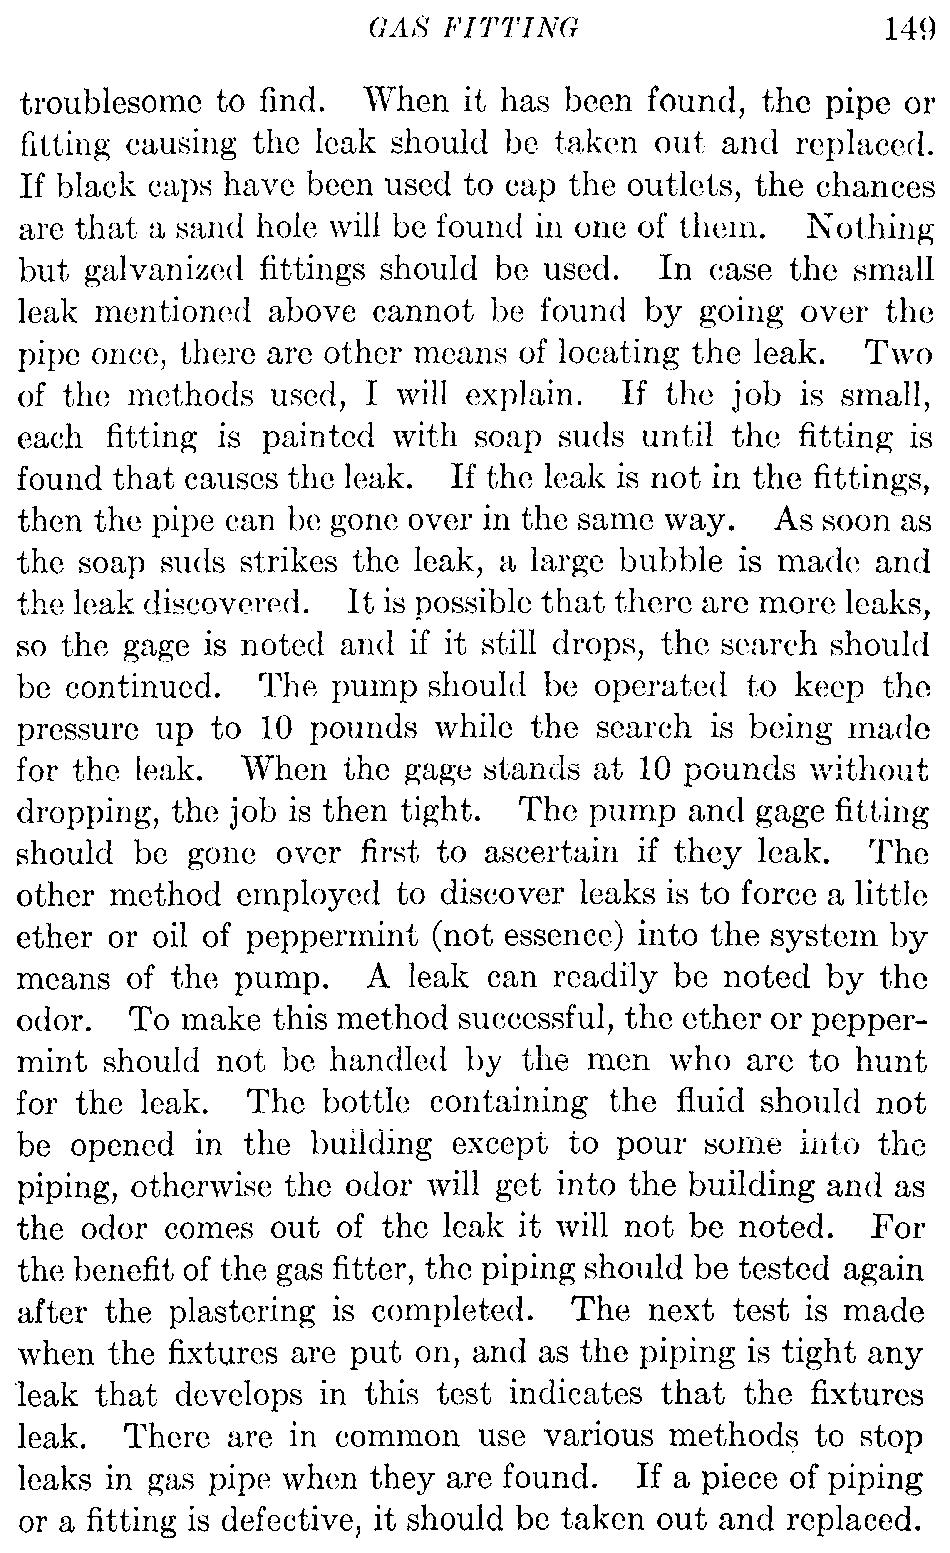 GAS FITTING 149
troublesome to find. When it has been found, the pipe or
fitting causing the leak should be taken out and replaced.
If black caps have been used to cap the outlets, the chances
are that a sand hole will be found in one of them. Nothing
but galvanized fittings should be used. In case the small
leak mentioned above cannot be found by going over the
pipe once, there are other means of locating the leak. Two
of the methods used, I will explain. If the job is small,
each fitting is painted with soap suds until the fitting is
found that causes the leak. If the leak is not in the fittings,
then the pipe can be gone over in the same way. As soon as
the soap suds strikes the leak, a large bubble is made and
the leak discovered. It is possible that there are more leaks,
so the gage is noted and if it still drops, the search should
be continued. The pump should be operated to keep the
pressure up to 10 pounds while the search is being made
for the leak. When the gage stands at 10 pounds without
dropping, the job is then tight. The pump and gage fitting
should be gone over first to ascertain if they leak. The
other method employed to discover leaks is to force a little
ether or oil of peppermint (not essence) into the system by
means of the pump. A leak can readily be noted by the
odor. To make this method successful, the ether or pepper-
mint should not be handled by the men who are to hunt
for the leak. The bottle containing the fluid should not
be opened in the building except to pour some into the
piping, otherwise the odor will get into the building and as
the odor comes out of the leak it will not be noted. For
the benefit of the gas fitter, the piping should be tested again
after the plastering is completed. The next test is made
when the fixtures are put on, and as the piping is tight any
leak that develops in this test indicates that the fixtures
leak. There are in common use various methods to stop
leaks in gas pipe when they are found. If a piece of piping
or a fitting is defective, it should be taken out and replaced.